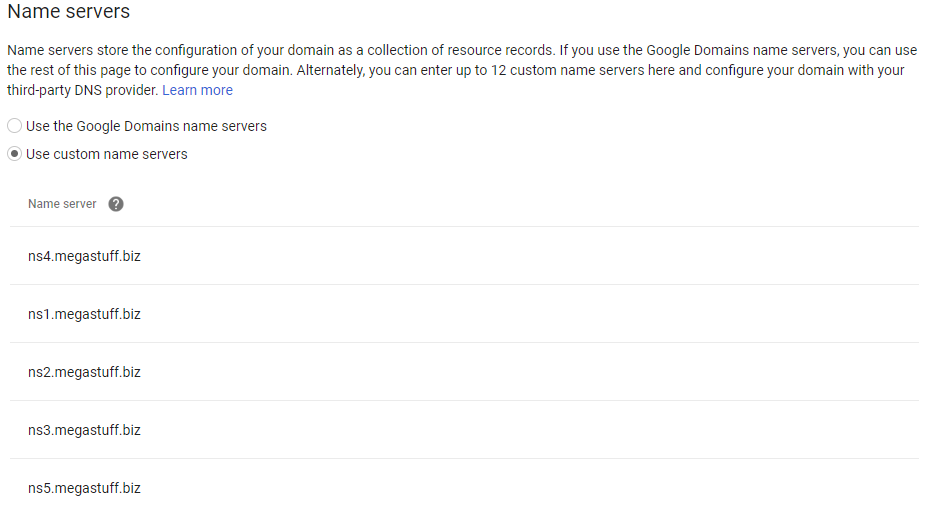 Name servers
Name servers store the configuration of your domain as a collection of resource records. If you use the Google Domains name servers, you can use
the rest of this page to configure your domain. Alternately, you can enter up to 12 custom name servers here and configure your domain with your
third-party DNS provider. Learn more
Use the Google Domains name servers
Use custom name servers
Name server ?
ns4.megastuff.biz
ns1.megastuff.biz
ns2.megastuff.biz
ns3.megastuff.biz
ns5.megastuff.biz